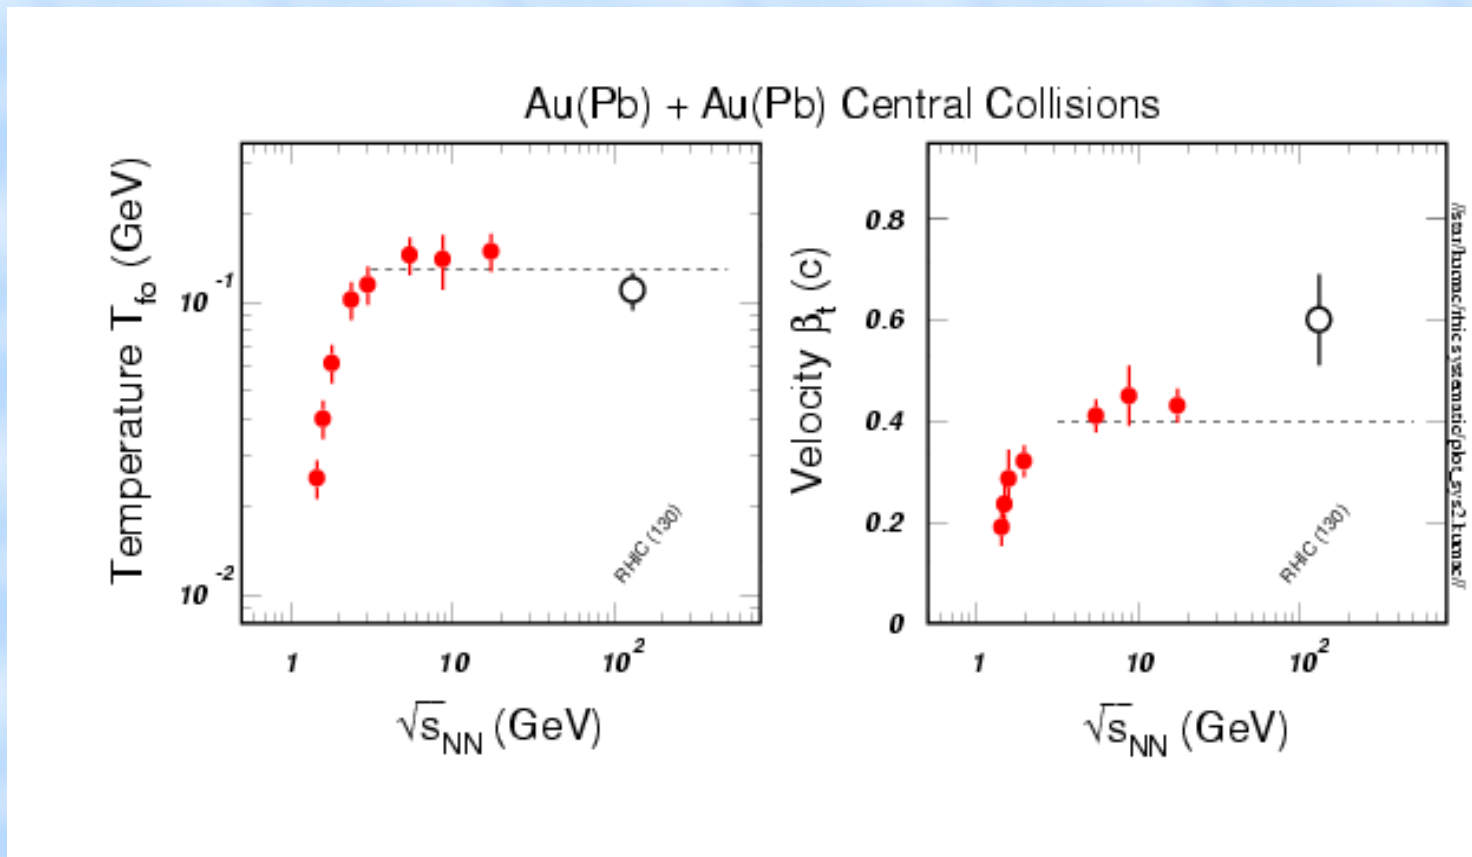 Au(Pb) + Au(Pb) Central Collisions
Temperature T_fo (GeV)
10^-1
10^-2
1
10
10^2
√s_NN (GeV)
RHIC (130)
Velocity β_t (c)
0.8
0.6
0.4
0.2
0
1
10
10^2
√s_NN (GeV)
RHIC (130)